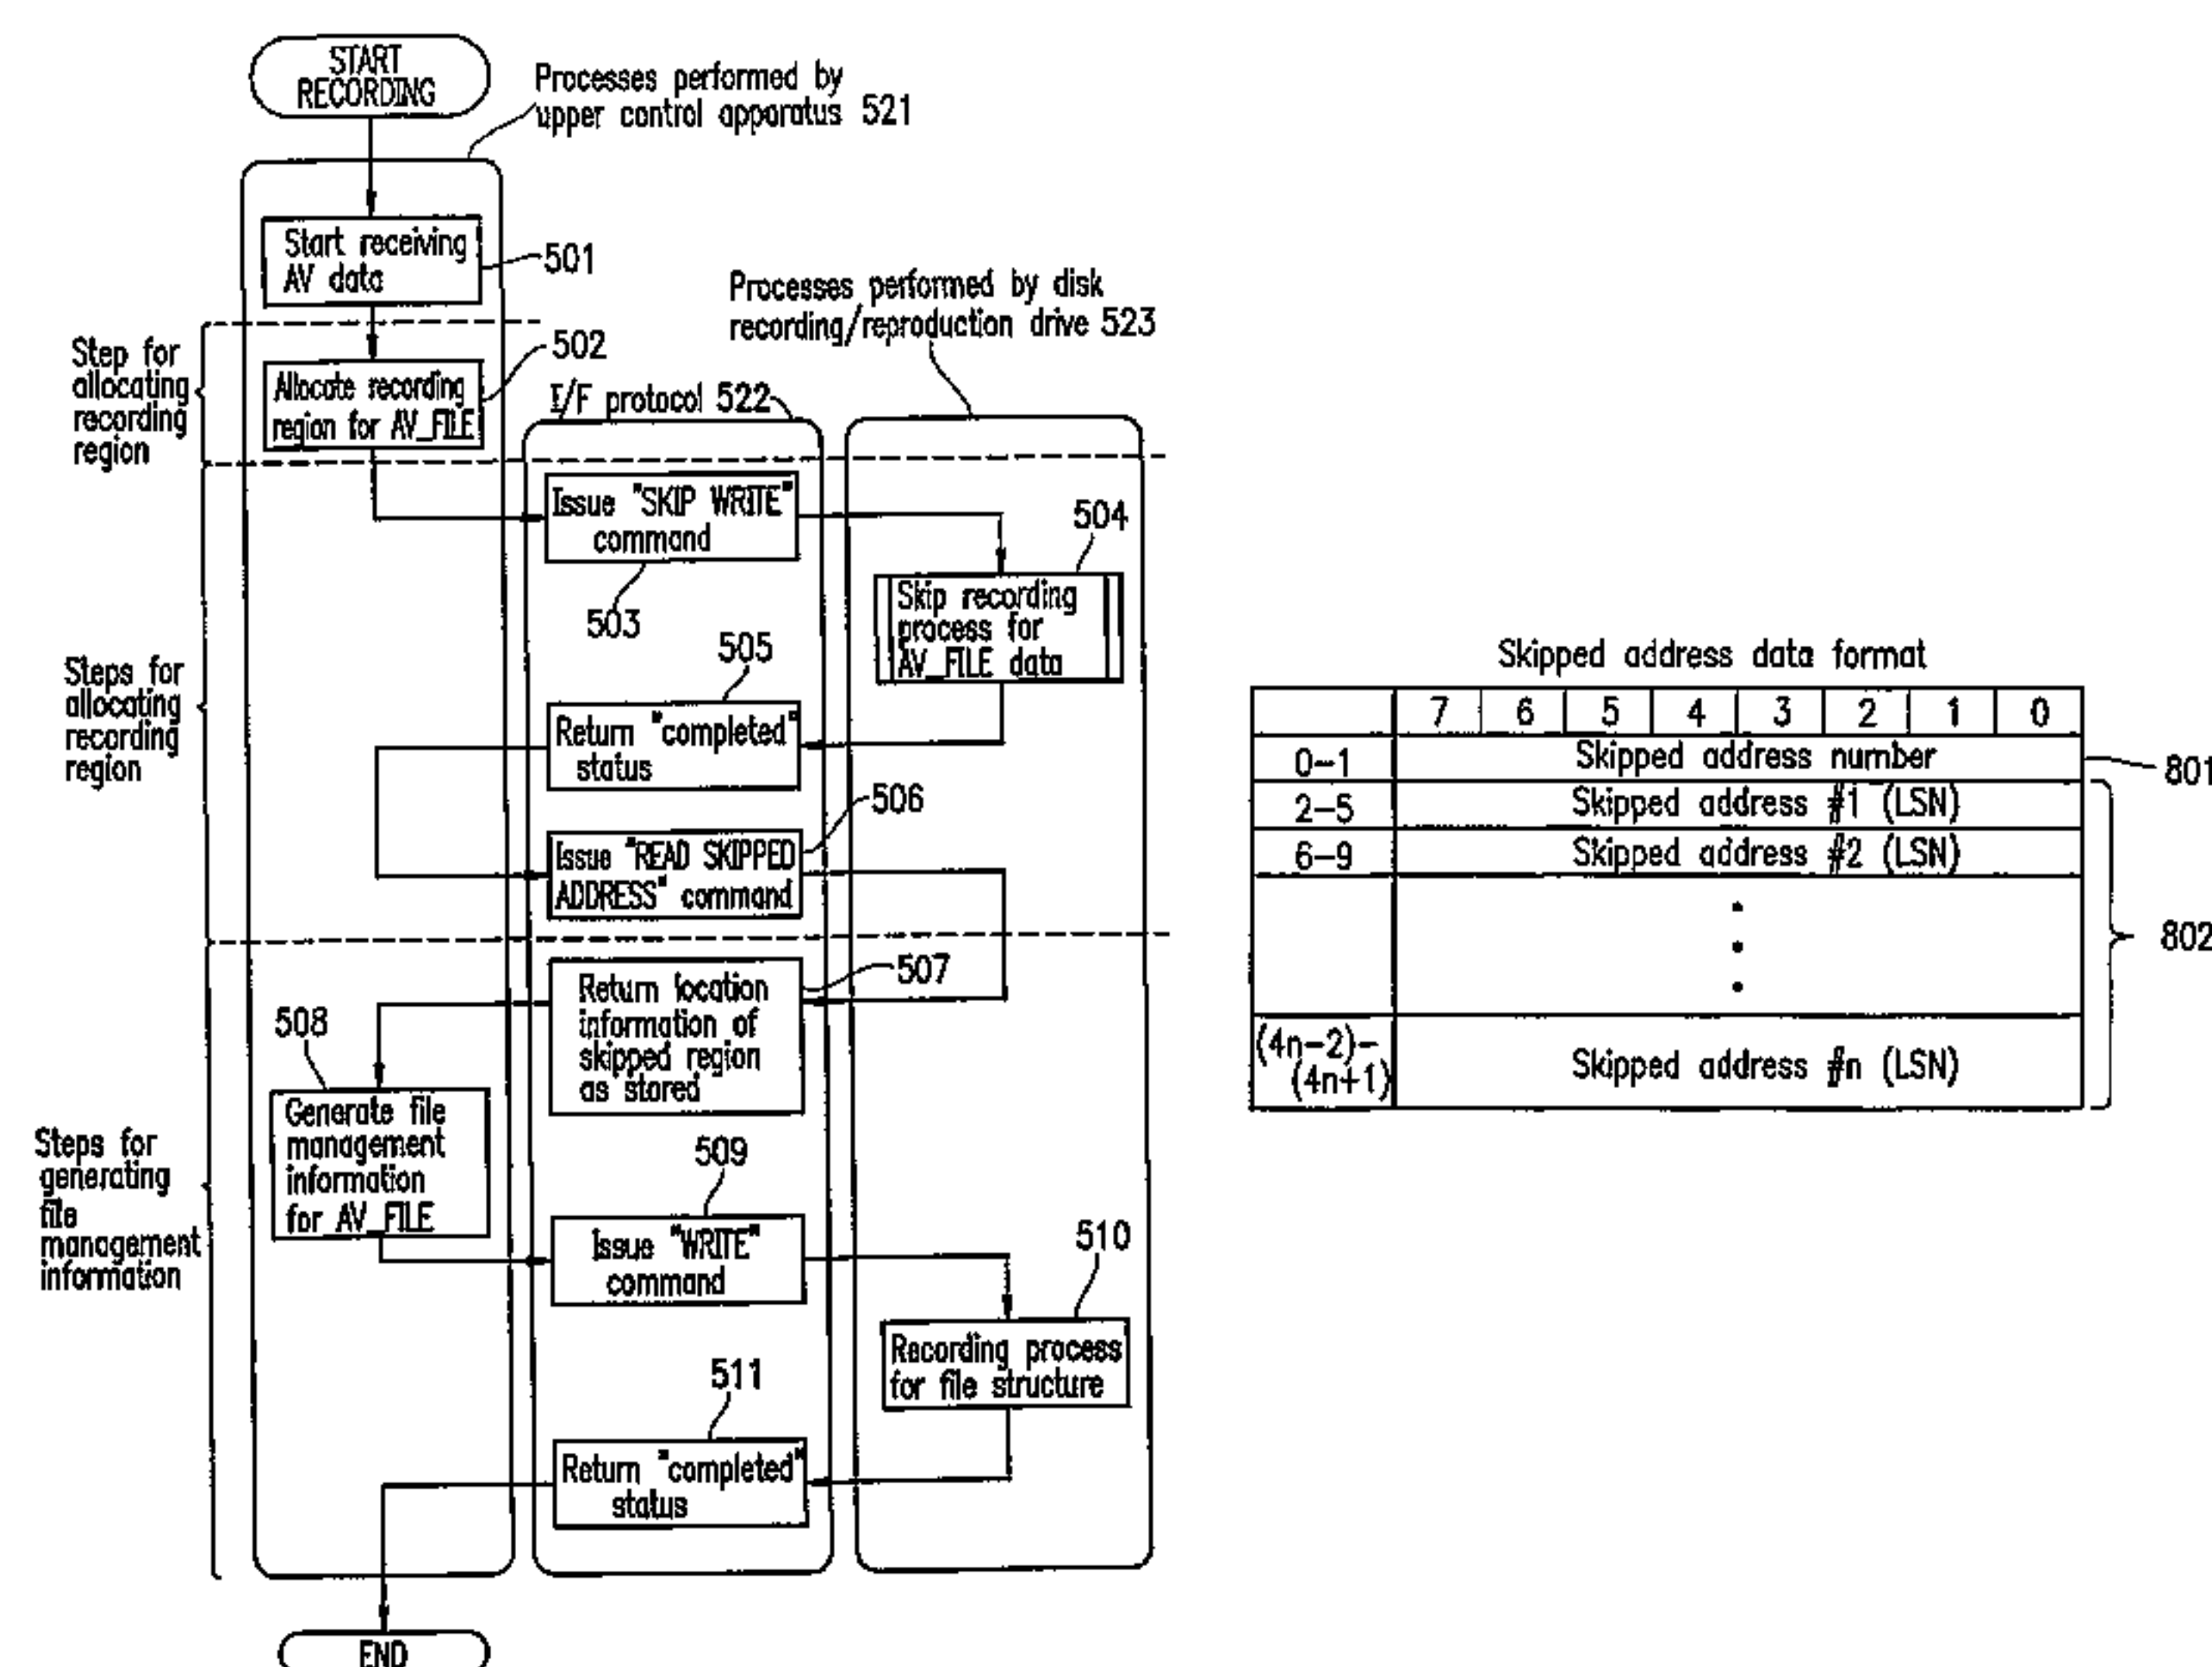 START
RECORDING
Processes performed by
upper control apparatus 521
Start receiving
AV data
501
Processes performed by disk
recording/reproduction drive 523
Step for
allocating
recording
region
502
Allocate recording
region for AV_FILE
I/F protocol 522
Issue "SKIP WRITE"
command
503
504
Skip recording
process for
AV_FILE data
Steps for
allocating
recording
region
505
Return "completed"
status
506
Issue "READ SKIPPED
ADDRESS" command
507
Return location
information of
skipped region
as stored
508
Generate file
management
information
for AV_FILE
Steps for
generating
file
management
information
509
Issue "WRITE"
command
510
Recording process
for file structure
511
Return "completed"
status
END
Skipped address data format
7 6 5 4 3 2 1 0
0-1 Skipped address number
801
2-5 Skipped address #1 (LSN)
6-9 Skipped address #2 (LSN)
802
(4n-2)-
(4n+1) Skipped address #n (LSN)